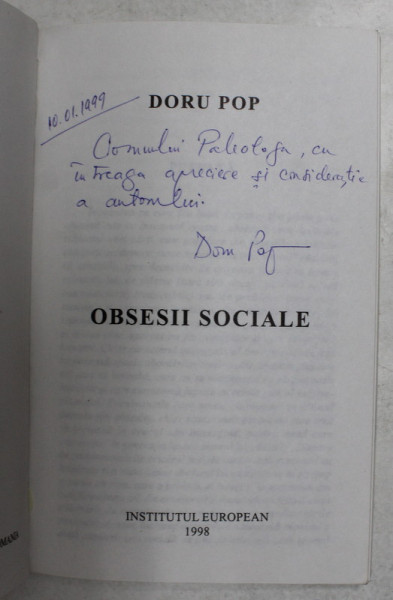 10.01.1999
DORU POP
Domnului Paleologu, cu
întreaga apreciere și considerație
a autorului.
Doru Pop
OBSESII SOCIALE
INSTITUTUL EUROPEAN
1998